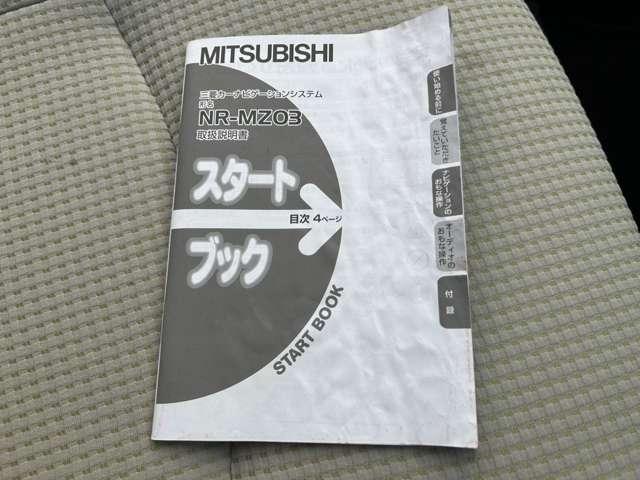 MITSUBISHI
三菱カーナビゲーションシステム
形名
NR-MZ03
取扱説明書
スタート
目次 4ページ
ブック
START BOOK
使い始める前に
覚えていただき
たいこと
ナビゲーションの
おもな操作
オーディオの
おもな操作
付録